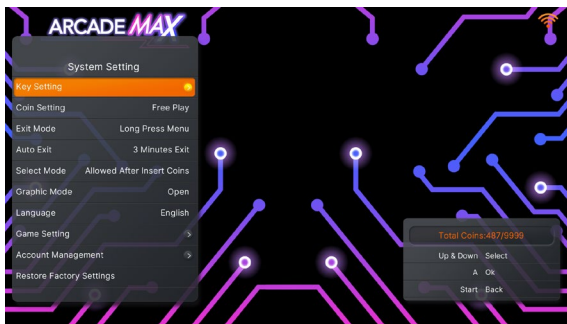 ARCADE MAX
System Setting
Key Setting
Coin Setting Free Play
Exit Mode Long Press Menu
Auto Exit 3 Minutes Exit
Select Mode Allowed After Insert Coins
Graphic Mode Open
Language English
Game Setting
Account Management
Restore Factory Settings
Total Coins:487/9999
Up & Down Select
A Ok
Start Back